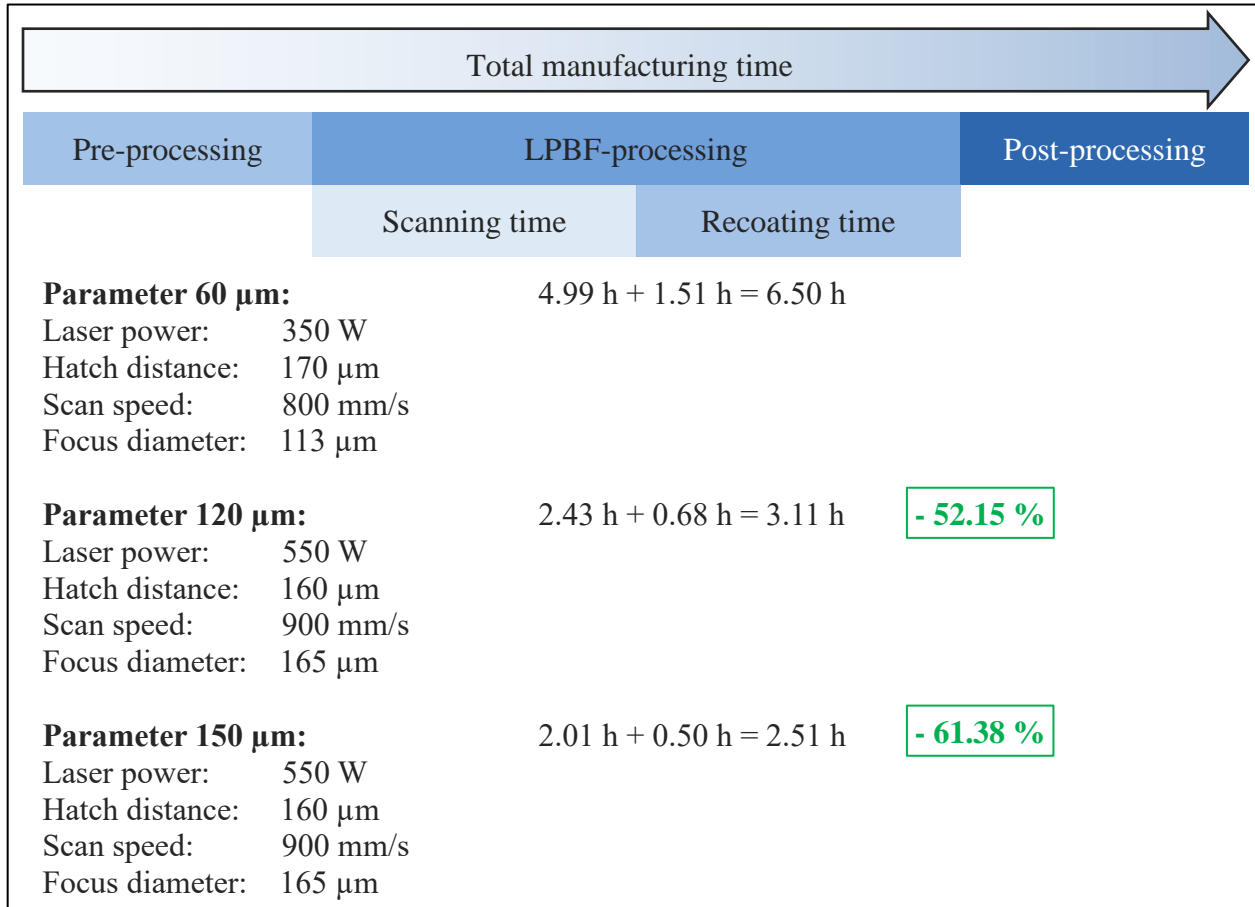 Total manufacturing time
Pre-processing LPBF-processing Post-processing
Scanning time Recoating time
Parameter 60 µm: 4.99 h + 1.51 h = 6.50 h
Laser power: 350 W
Hatch distance: 170 µm
Scan speed: 800 mm/s
Focus diameter: 113 µm
Parameter 120 µm: 2.43 h + 0.68 h = 3.11 h - 52.15 %
Laser power: 550 W
Hatch distance: 160 µm
Scan speed: 900 mm/s
Focus diameter: 165 µm
Parameter 150 µm: 2.01 h + 0.50 h = 2.51 h - 61.38 %
Laser power: 550 W
Hatch distance: 160 µm
Scan speed: 900 mm/s
Focus diameter: 165 µm